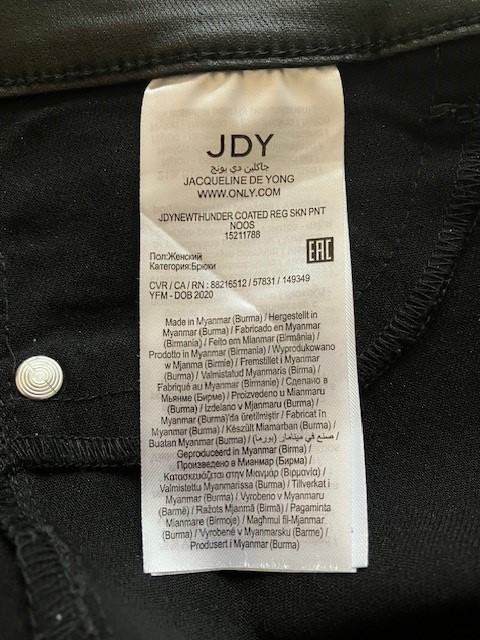 JDY
جاكلين دي يونج
JACQUELINE DE YONG
WWW.ONLY.COM
JDYNEWTHUNDER COATED REG SKN PNT
NOOS
15211788
EAC
Пол:Женский
Категория:Брюки
CVR / CA / RN : 88216512 / 57831 / 149349
YFM - DOB 2020
Made in Myanmar (Burma) / Hergestellt in
Myanmar (Burma) / Fabricado en Myanmar
(Birmania) / Feito em Mianmar (Birmânia) /
Prodotto in Myanmar (Birmania) / Wyprodukowano
w Mjanma (Birmie) / Fremstillet i Myanmar
(Burma) / Valmistatud Myanmaris (Birma) /
Fabriqué au Myanmar (Birmanie) / Сделано в
Мьянме (Бирме) / Proizvedeno u Mianmaru
(Burma) / Izdelano v Mjanmaru (Burma) /
Myanmar (Burma)'da üretilmiştir / Fabricat în
Myanmar (Burma) / Készült Miamarban (Burma) /
Buatan Myanmar (Burma) / صنع في مينامار (بورما) /
Geproduceerd in Myanmar (Birma) /
Произведено в Мианмар (Бирма) /
Κατασκευάζεται στην Μιανμάρ (Βιρμανία) /
Valmistettu Myanmarissa (Burma) / Tillverkat i
Myanmar (Burma) / Vyrobeno v Myanmaru
(Barmě) / Ražots Mjanmā (Birmā) / Pagaminta
Mianmare (Birmoje) / Magħmul fil-Mjanmar
(Burma) / Vyrobené v Myanmarsku (Barme) /
Produsert i Myanmar (Burma)